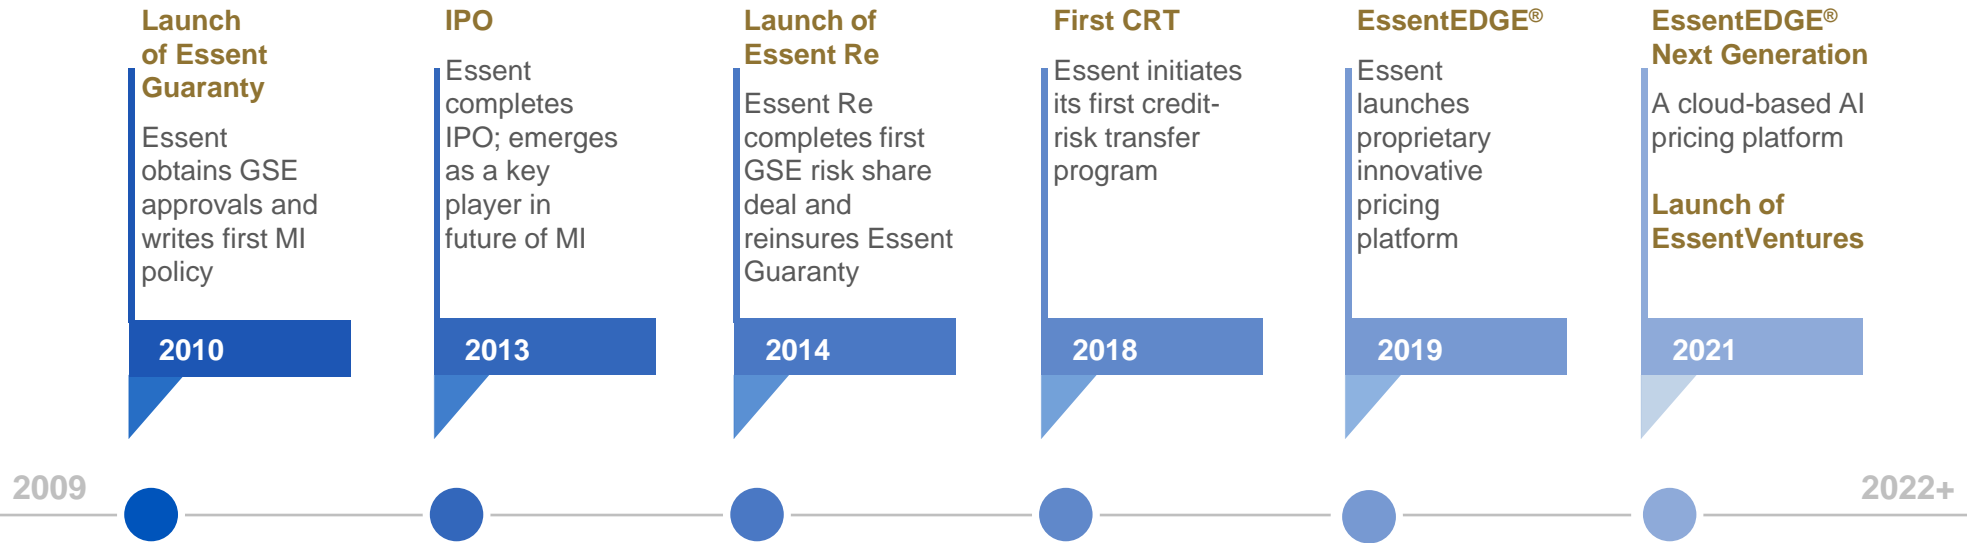 Launch
of Essent
Guaranty
Essent
obtains GSE
approvals and
writes first MI
policy
2010
IPO
Essent
completes
IPO; emerges
as a key
player in
future of MI
2013
Launch of
Essent Re
Essent Re
completes first
GSE risk share
deal and
reinsures Essent
Guaranty
2014
First CRT
Essent initiates
its first credit-
risk transfer
program
2018
EssentEDGE®
Essent
launches
proprietary
innovative
pricing
platform
2019
EssentEDGE®
Next Generation
A cloud-based AI
pricing platform
Launch of
EssentVentures
2021
2009
2022+